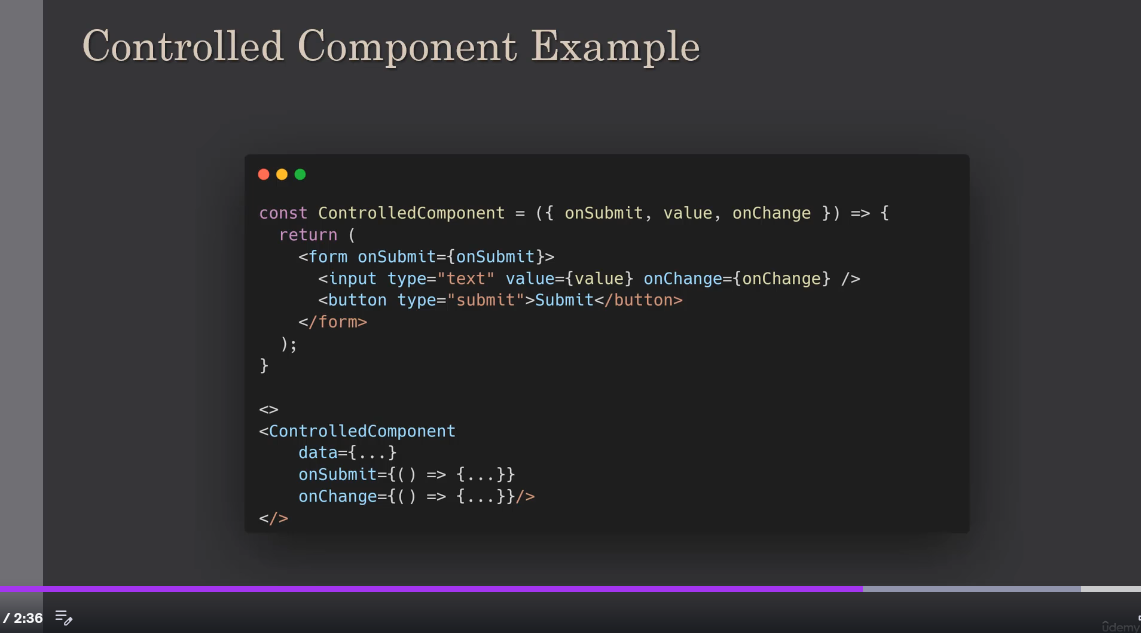 Controlled Component Example
const ControlledComponent = ({ onSubmit, value, onChange }) => {
  return (
    <form onSubmit={onSubmit}>
      <input type="text" value={value} onChange={onChange} />
      <button type="submit">Submit</button>
    </form>
  );
}

<>
<ControlledComponent
    data={...}
    onSubmit={() => {...}}
    onChange={() => {...}}/>
</>
/ 2:36
ûdemy